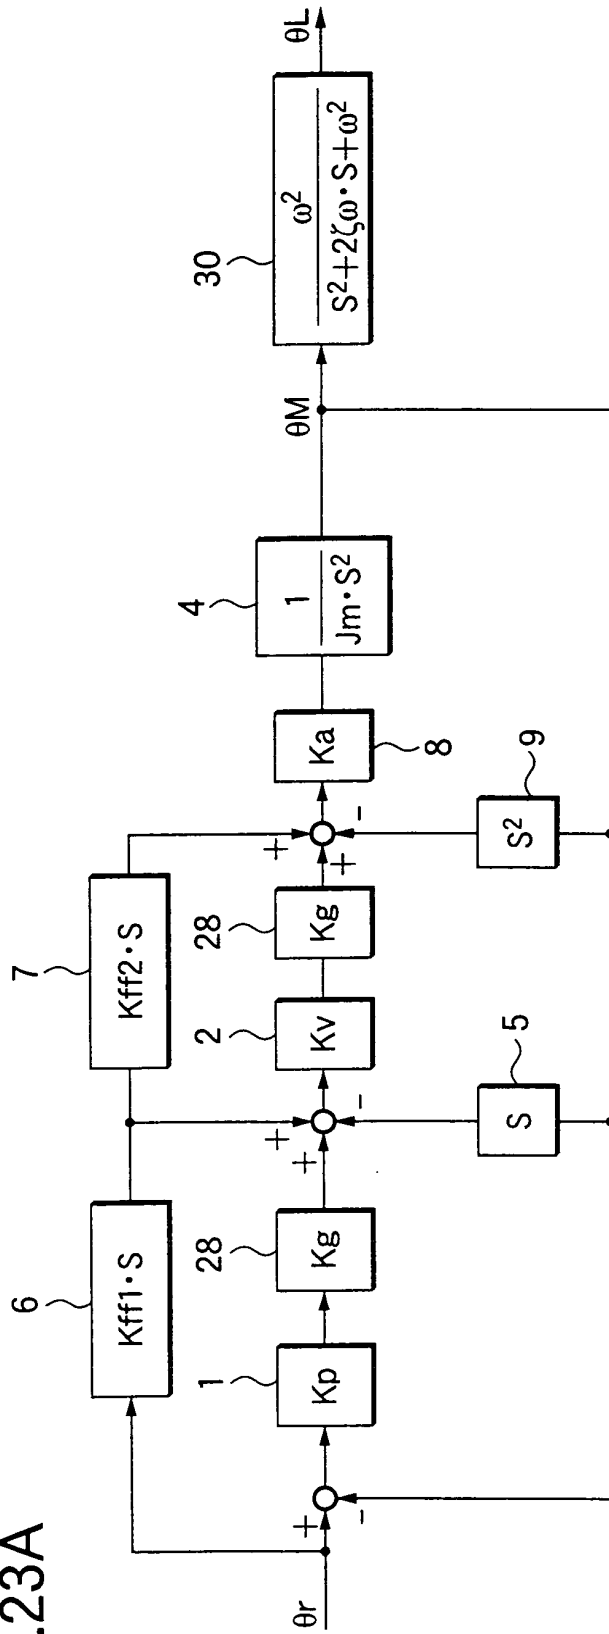 .23A
6
7
Kff1·S
Kff2·S
1
28
2
28
4
30
θr
+
−
Kp
Kg
+
+
−
Kv
Kg
+
+
−
Ka
8
1
Jm·S²
θM
ω²
S²+2ζω·S+ω²
θL
S
5
S²
9